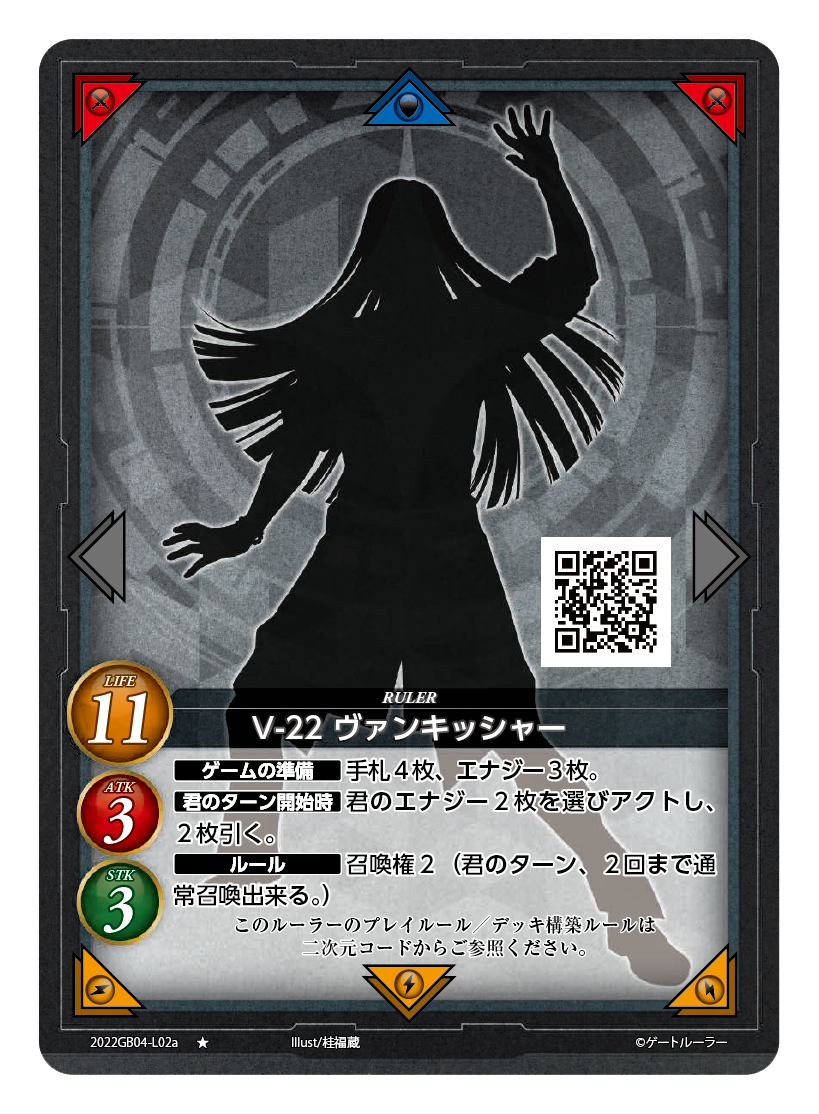 RULER
V-22 ヴァンキッシャー
LIFE
11
ゲームの準備 手札4枚、エナジー3枚。
ATK
3
君のターン開始時 君のエナジー2枚を選びアクトし、
2枚引く。
ルール 召喚権2（君のターン、2回まで通
STK
3
常召喚出来る。）
このルーラーのプレイルール／デッキ構築ルールは
二次元コードからご参照ください。
2022GB04-L02a ★ Illust/桂福蔵 ©ゲートルーラー